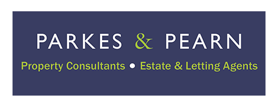 PARKES & PEARN
Property Consultants • Estate & Letting Agents